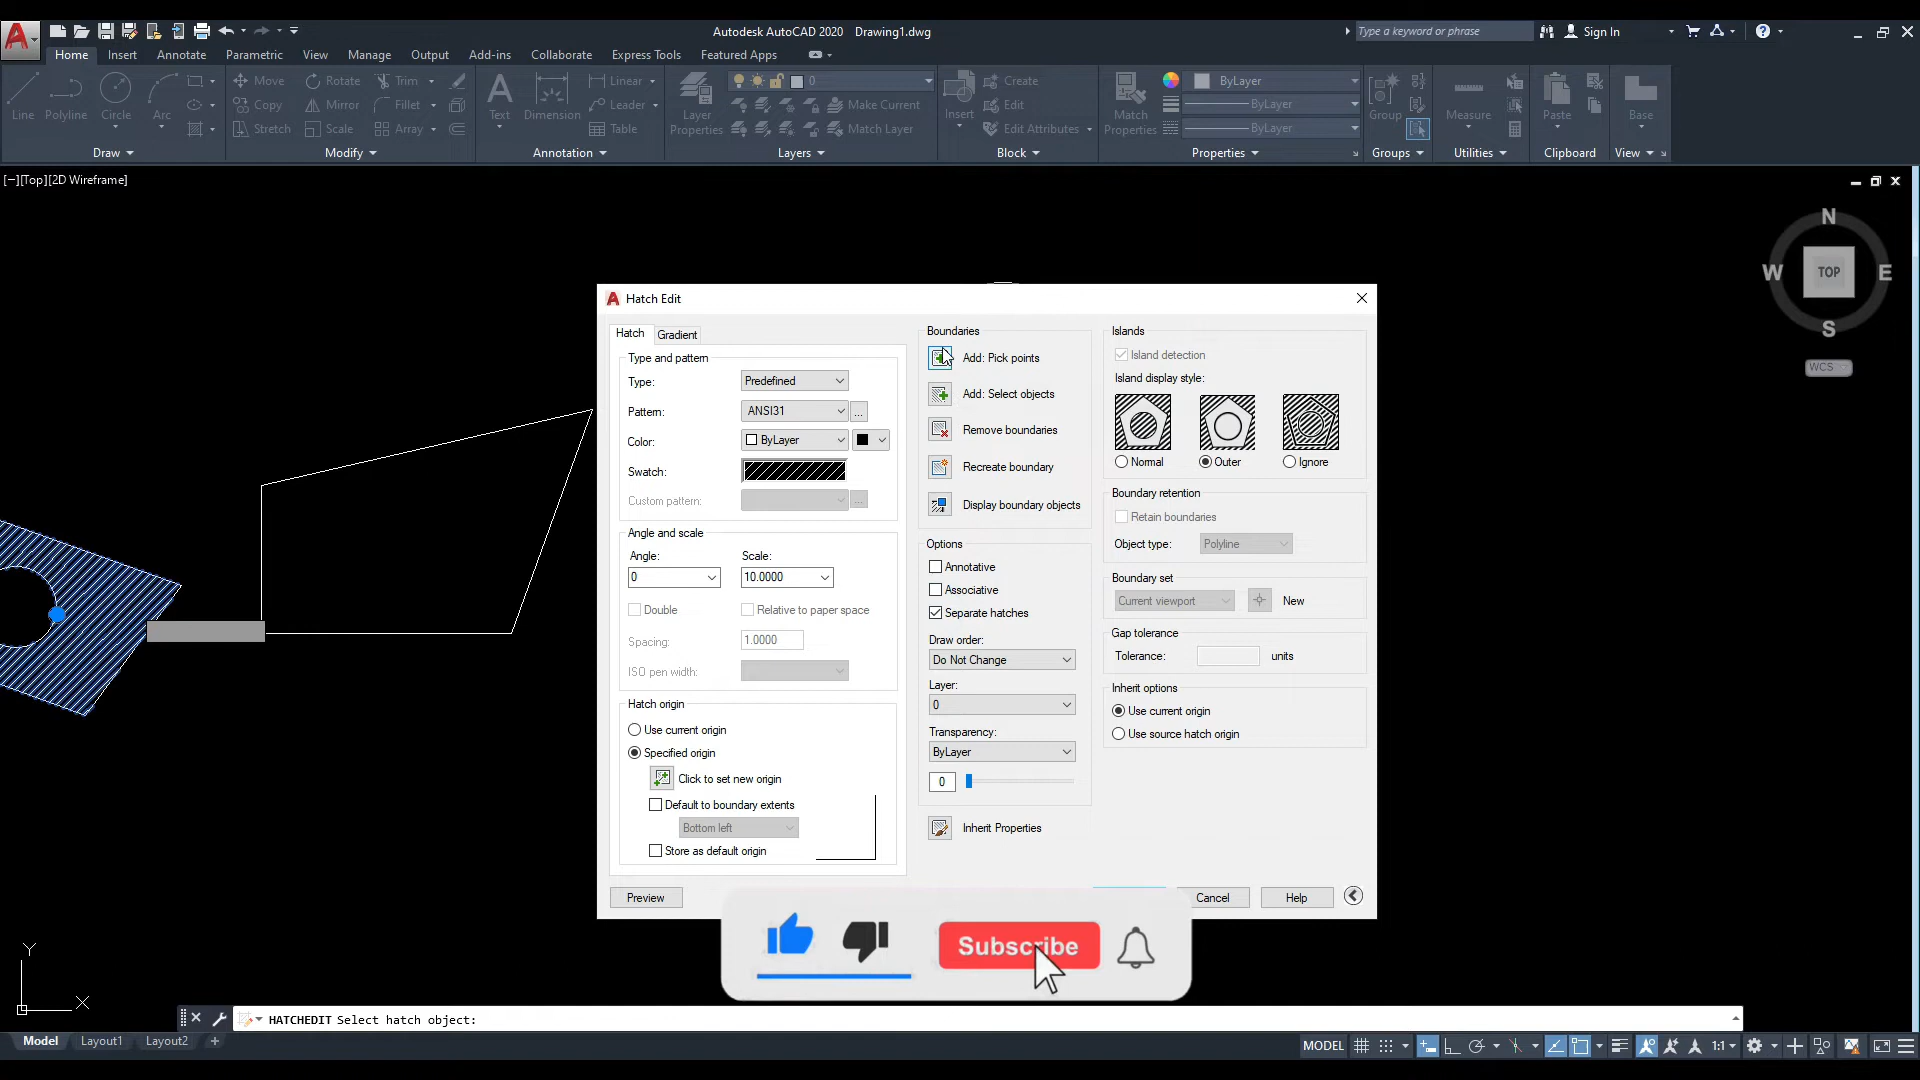 Autodesk AutoCAD 2020 Drawing1.dwg
Type a keyword or phrase
Sign In
Home Insert Annotate Parametric View Manage Output Add-ins Collaborate Express Tools Featured Apps
Line Polyline Circle Arc
Move Rotate Trim
Copy Mirror Fillet
Stretch Scale Array
Text Dimension
Linear
Leader
Table
Layer Properties
0
Make Current
Match Layer
Insert
Create
Edit
Edit Attributes
Match Properties
ByLayer
ByLayer
ByLayer
Group
Measure
Paste
Base
Draw Modify Annotation Layers Block Properties Groups Utilities Clipboard View
[−][Top][2D Wireframe]
N
W TOP E
S
WCS
Hatch Edit
Hatch Gradient
Type and pattern
Type: Predefined
Pattern: ANSI31 ...
Color: ByLayer
Swatch:
Custom pattern: ...
Angle and scale
Angle: Scale:
0 10.0000
Double Relative to paper space
Spacing: 1.0000
ISO pen width:
Hatch origin
Use current origin
Specified origin
Click to set new origin
Default to boundary extents
Bottom left
Store as default origin
Preview
Boundaries
Add: Pick points
Add: Select objects
Remove boundaries
Recreate boundary
Display boundary objects
Options
Annotative
Associative
Separate hatches
Draw order:
Do Not Change
Layer:
0
Transparency:
ByLayer
0
Inherit Properties
Islands
Island detection
Island display style:
Normal Outer Ignore
Boundary retention
Retain boundaries
Object type: Polyline
Boundary set
Current viewport New
Gap tolerance
Tolerance: units
Inherit options
Use current origin
Use source hatch origin
Cancel Help
Subscribe
Y
X
HATCHEDIT Select hatch object:
Model Layout1 Layout2 +
MODEL 1:1